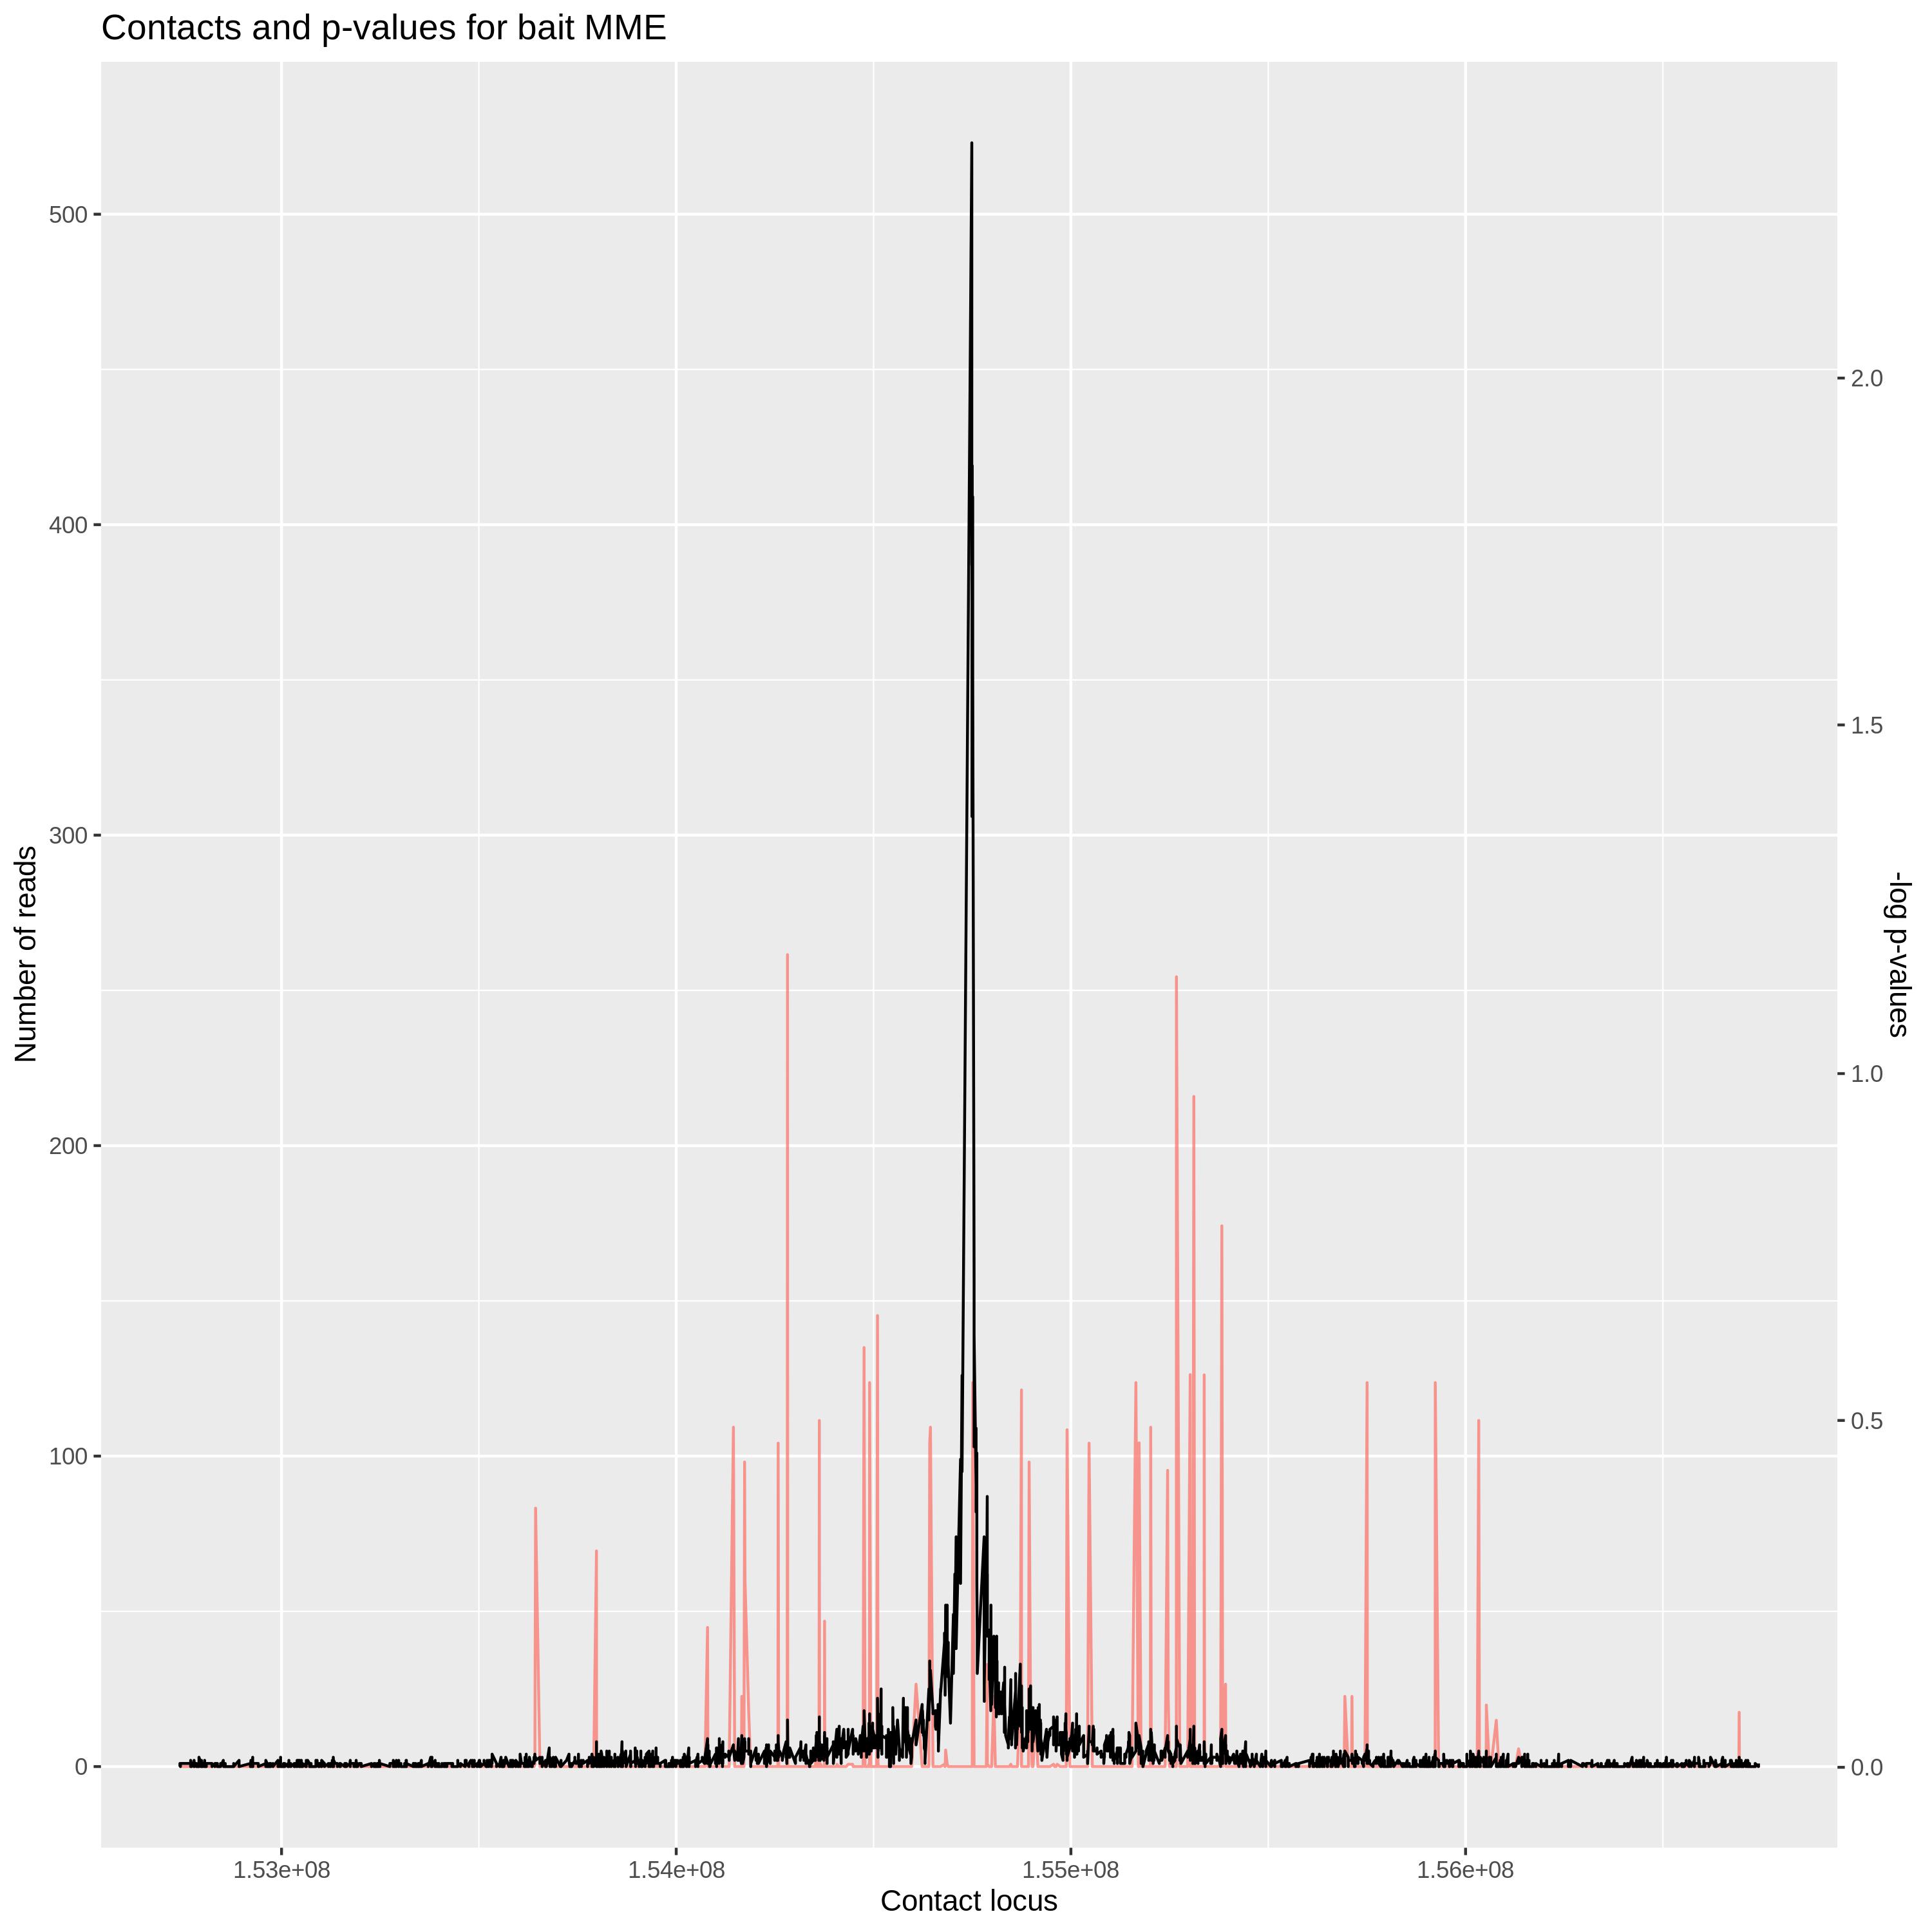 Contacts and p-values for bait MME
Number of reads
500
400
300
200
100
0
2.0
1.5
1.0
0.5
0.0
-log p-values
1.53e+08
1.54e+08
1.55e+08
1.56e+08
Contact locus